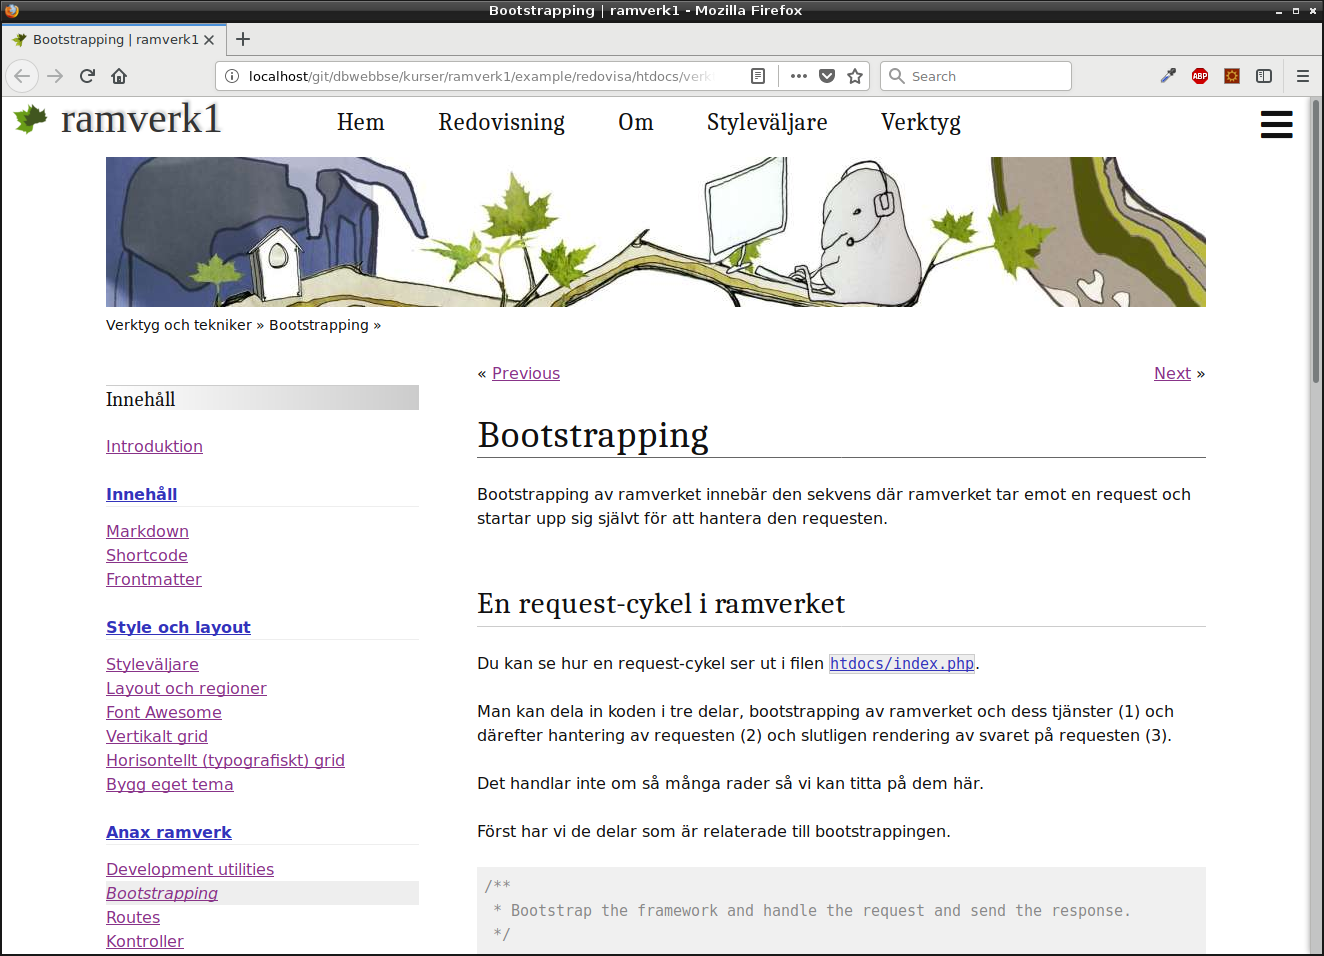 Bootstrapping | ramverk1 - Mozilla Firefox
Bootstrapping | ramverk1
localhost/git/dbwebbse/kurser/ramverk1/example/redovisa/htdocs/verk
Search
ABP
ramverk1
Hem Redovisning Om Styleväljare Verktyg
Verktyg och tekniker » Bootstrapping »
« Previous
Next »
Innehåll
Introduktion
Innehåll
Markdown
Shortcode
Frontmatter
Style och layout
Styleväljare
Layout och regioner
Font Awesome
Vertikalt grid
Horisontellt (typografiskt) grid
Bygg eget tema
Anax ramverk
Development utilities
Bootstrapping
Routes
Kontroller
Bootstrapping
Bootstrapping av ramverket innebär den sekvens där ramverket tar emot en request och
startar upp sig självt för att hantera den requesten.
En request-cykel i ramverket
Du kan se hur en request-cykel ser ut i filen htdocs/index.php.
Man kan dela in koden i tre delar, bootstrapping av ramverket och dess tjänster (1) och
därefter hantering av requesten (2) och slutligen rendering av svaret på requesten (3).
Det handlar inte om så många rader så vi kan titta på dem här.
Först har vi de delar som är relaterade till bootstrappingen.
/**
* Bootstrap the framework and handle the request and send the response.
*/